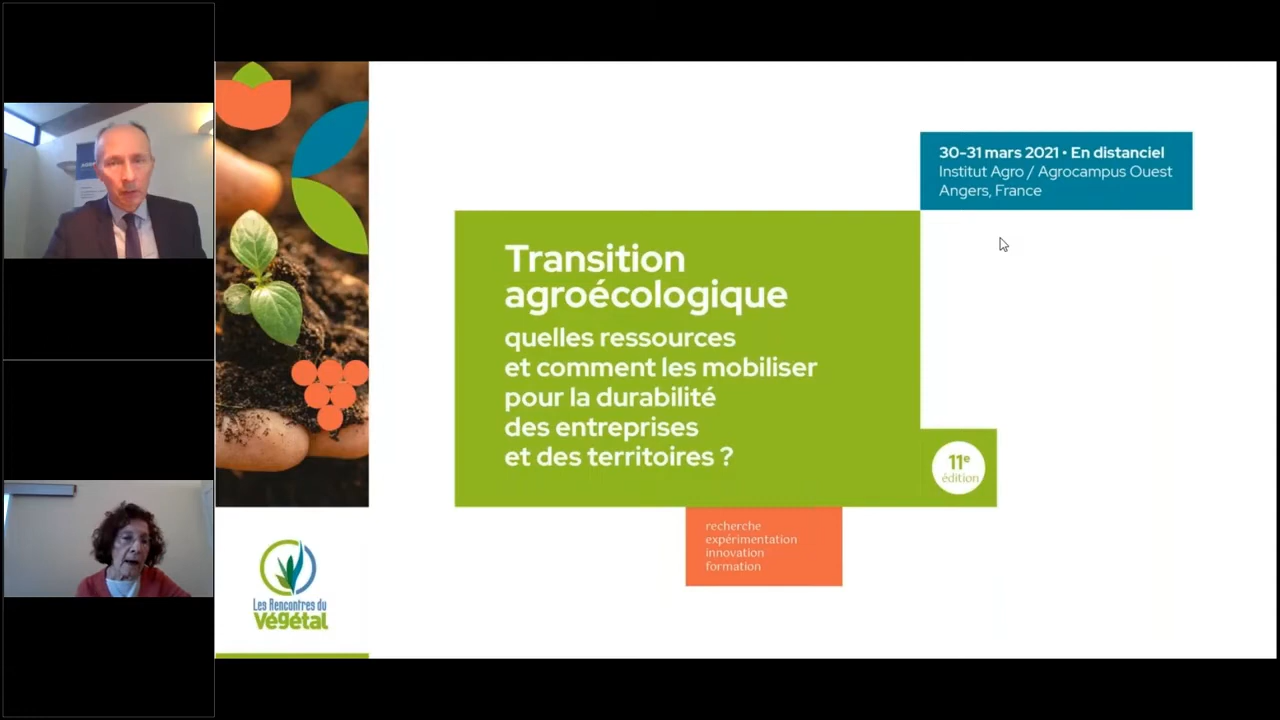 30-31 mars 2021 • En distanciel
Institut Agro / Agrocampus Ouest
Angers, France
Transition
agroécologique
quelles ressources
et comment les mobiliser
pour la durabilité
des entreprises
et des territoires ?
11e
édition
recherche
expérimentation
innovation
formation
Les Rencontres du
Végétal